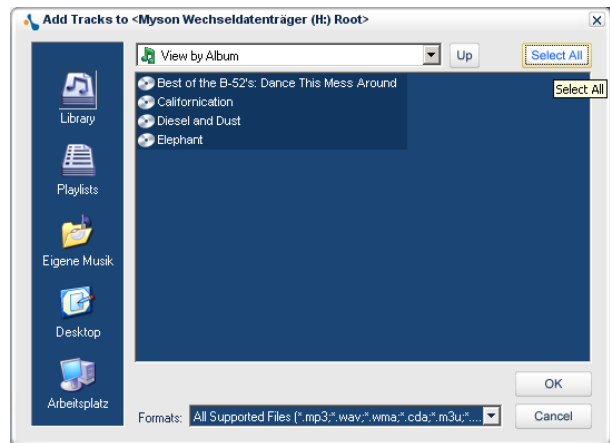 Add Tracks to <Myson Wechseldatenträger (H:) Root>
View by Album
Up
Select All
Select All
Library
Playlists
Eigene Musik
Desktop
Arbeitsplatz
Best of the B-52's: Dance This Mess Around
Californication
Diesel and Dust
Elephant
OK
Formats: All Supported Files (*.mp3;*.wav;*.wma;*.cda;*.m3u;*....
Cancel